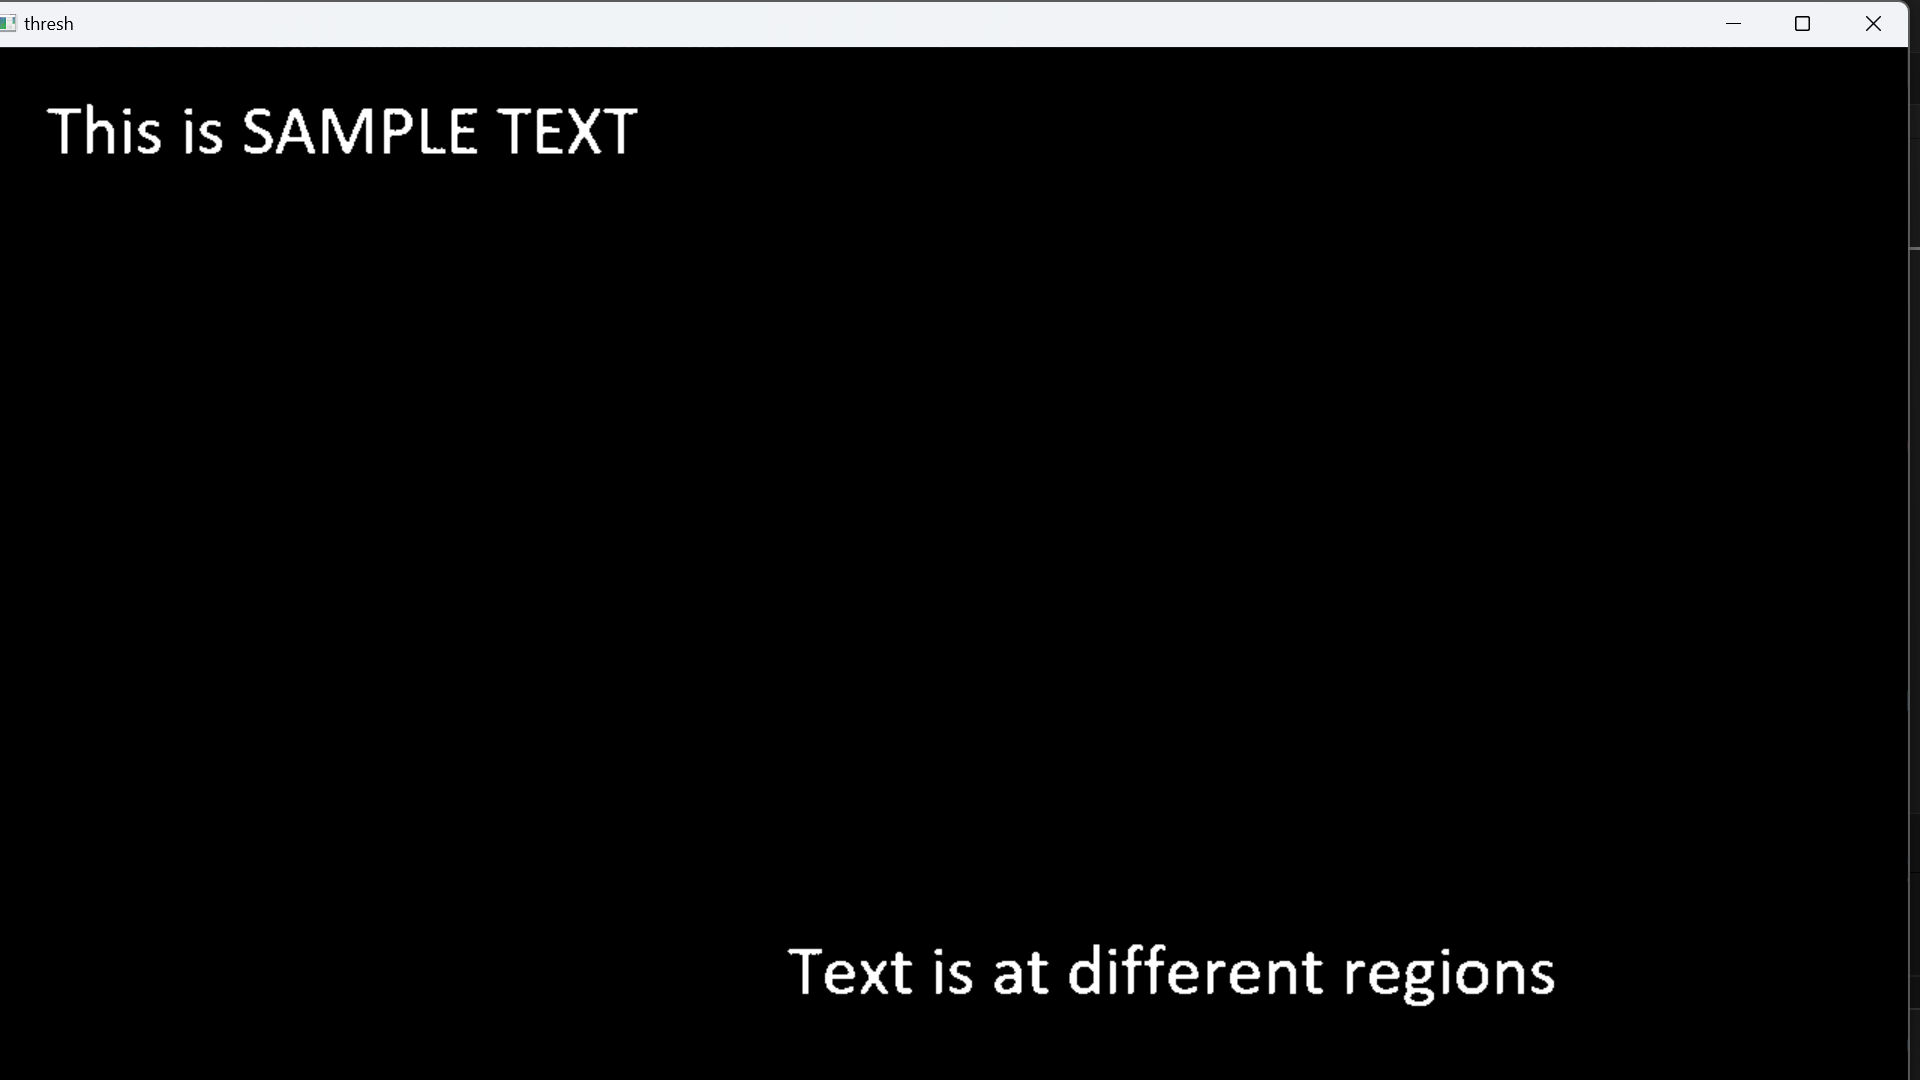 thresh
This is SAMPLE TEXT
Text is at different regions